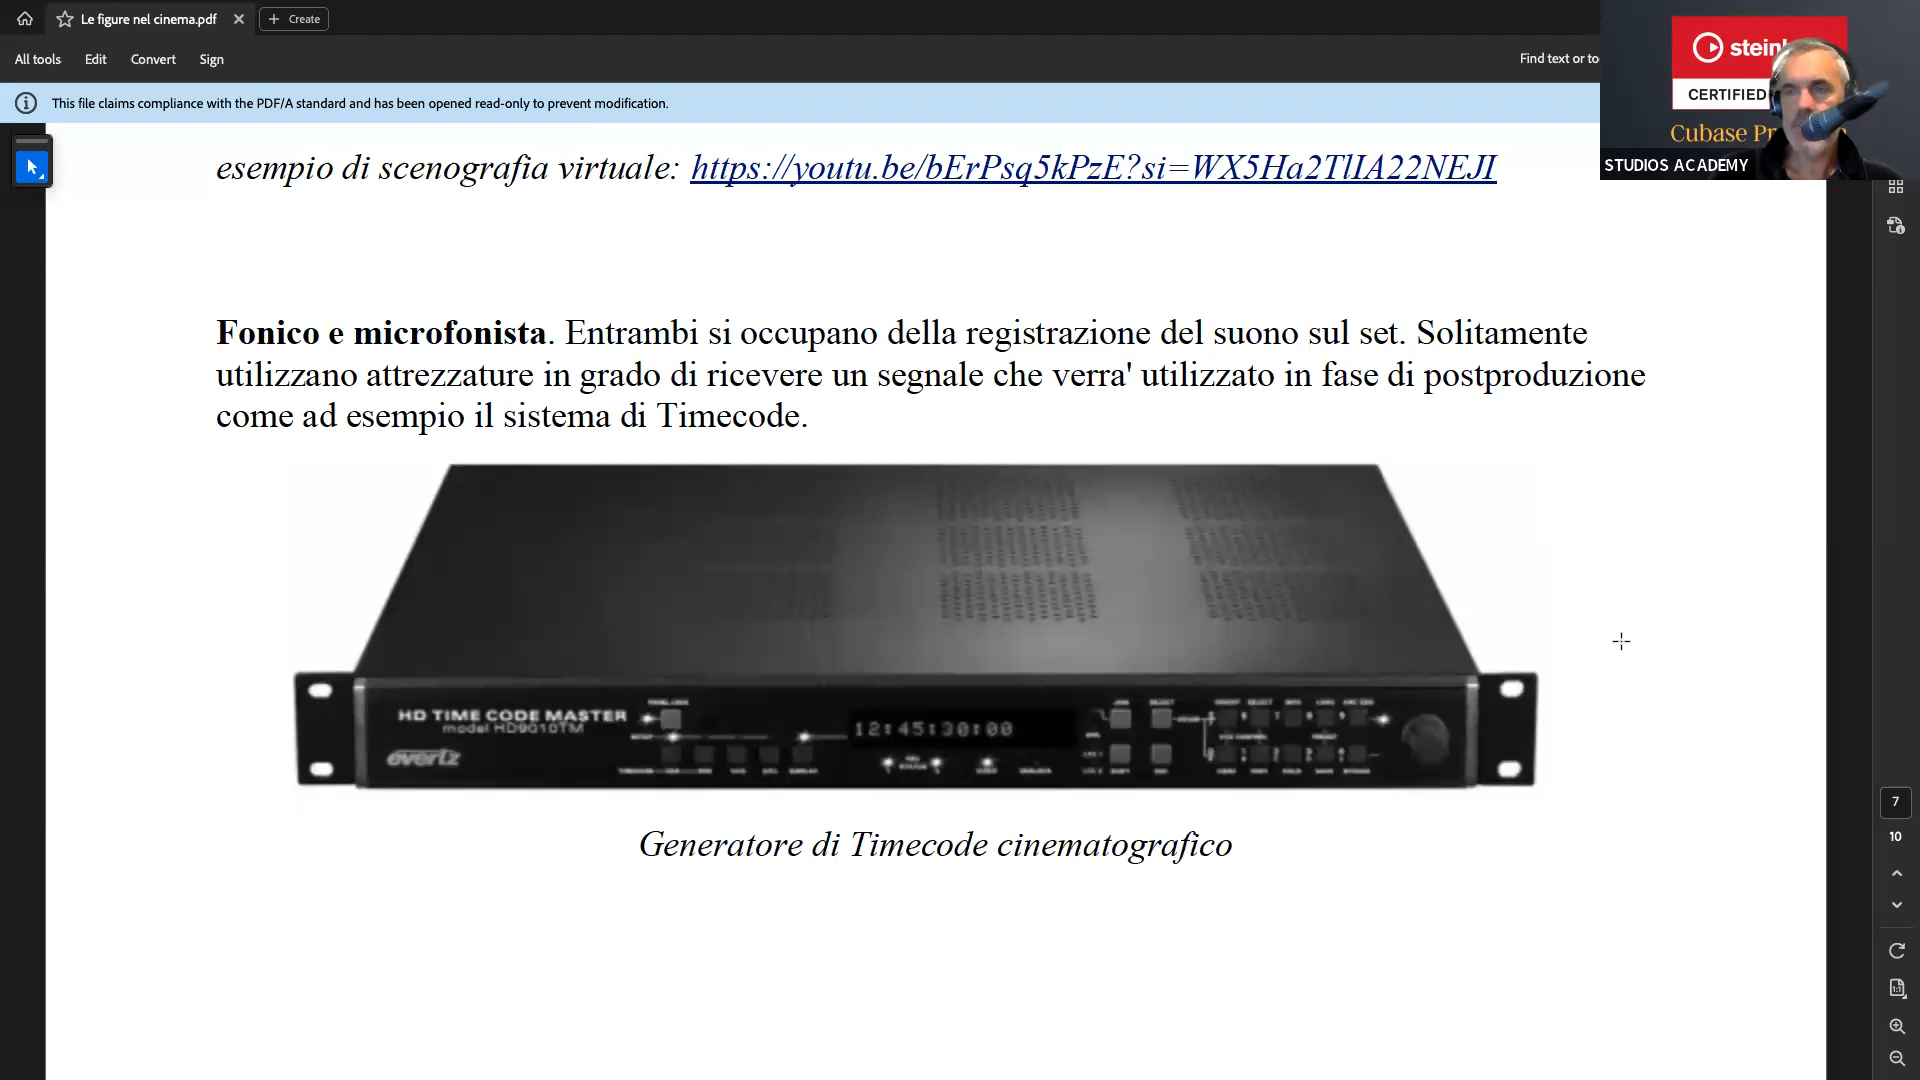 Le figure nel cinema.pdf
Create
All tools
Edit
Convert
Sign
Find text or to
This file claims compliance with the PDF/A standard and has been opened read-only to prevent modification.
stein
CERTIFIED
Cubase Pr
STUDIOS ACADEMY
esempio di scenografia virtuale: https://youtu.be/bErPsq5kPzE?si=WX5Ha2TlIA22NEJI
Fonico e microfonista. Entrambi si occupano della registrazione del suono sul set. Solitamente
utilizzano attrezzature in grado di ricevere un segnale che verra' utilizzato in fase di postproduzione
come ad esempio il sistema di Timecode.
HD TIME CODE MASTER
model HD9010TM
evertz
12:45:30:00
Generatore di Timecode cinematografico
7
10